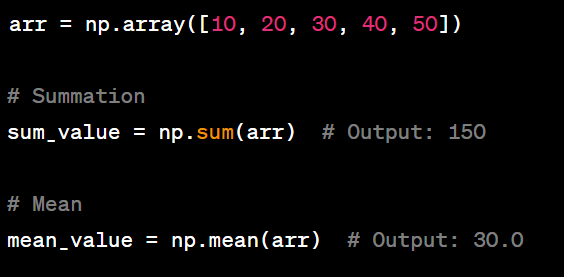 arr = np.array([10, 20, 30, 40, 50])
# Summation
sum_value = np.sum(arr)  # Output: 150
# Mean
mean_value = np.mean(arr)  # Output: 30.0